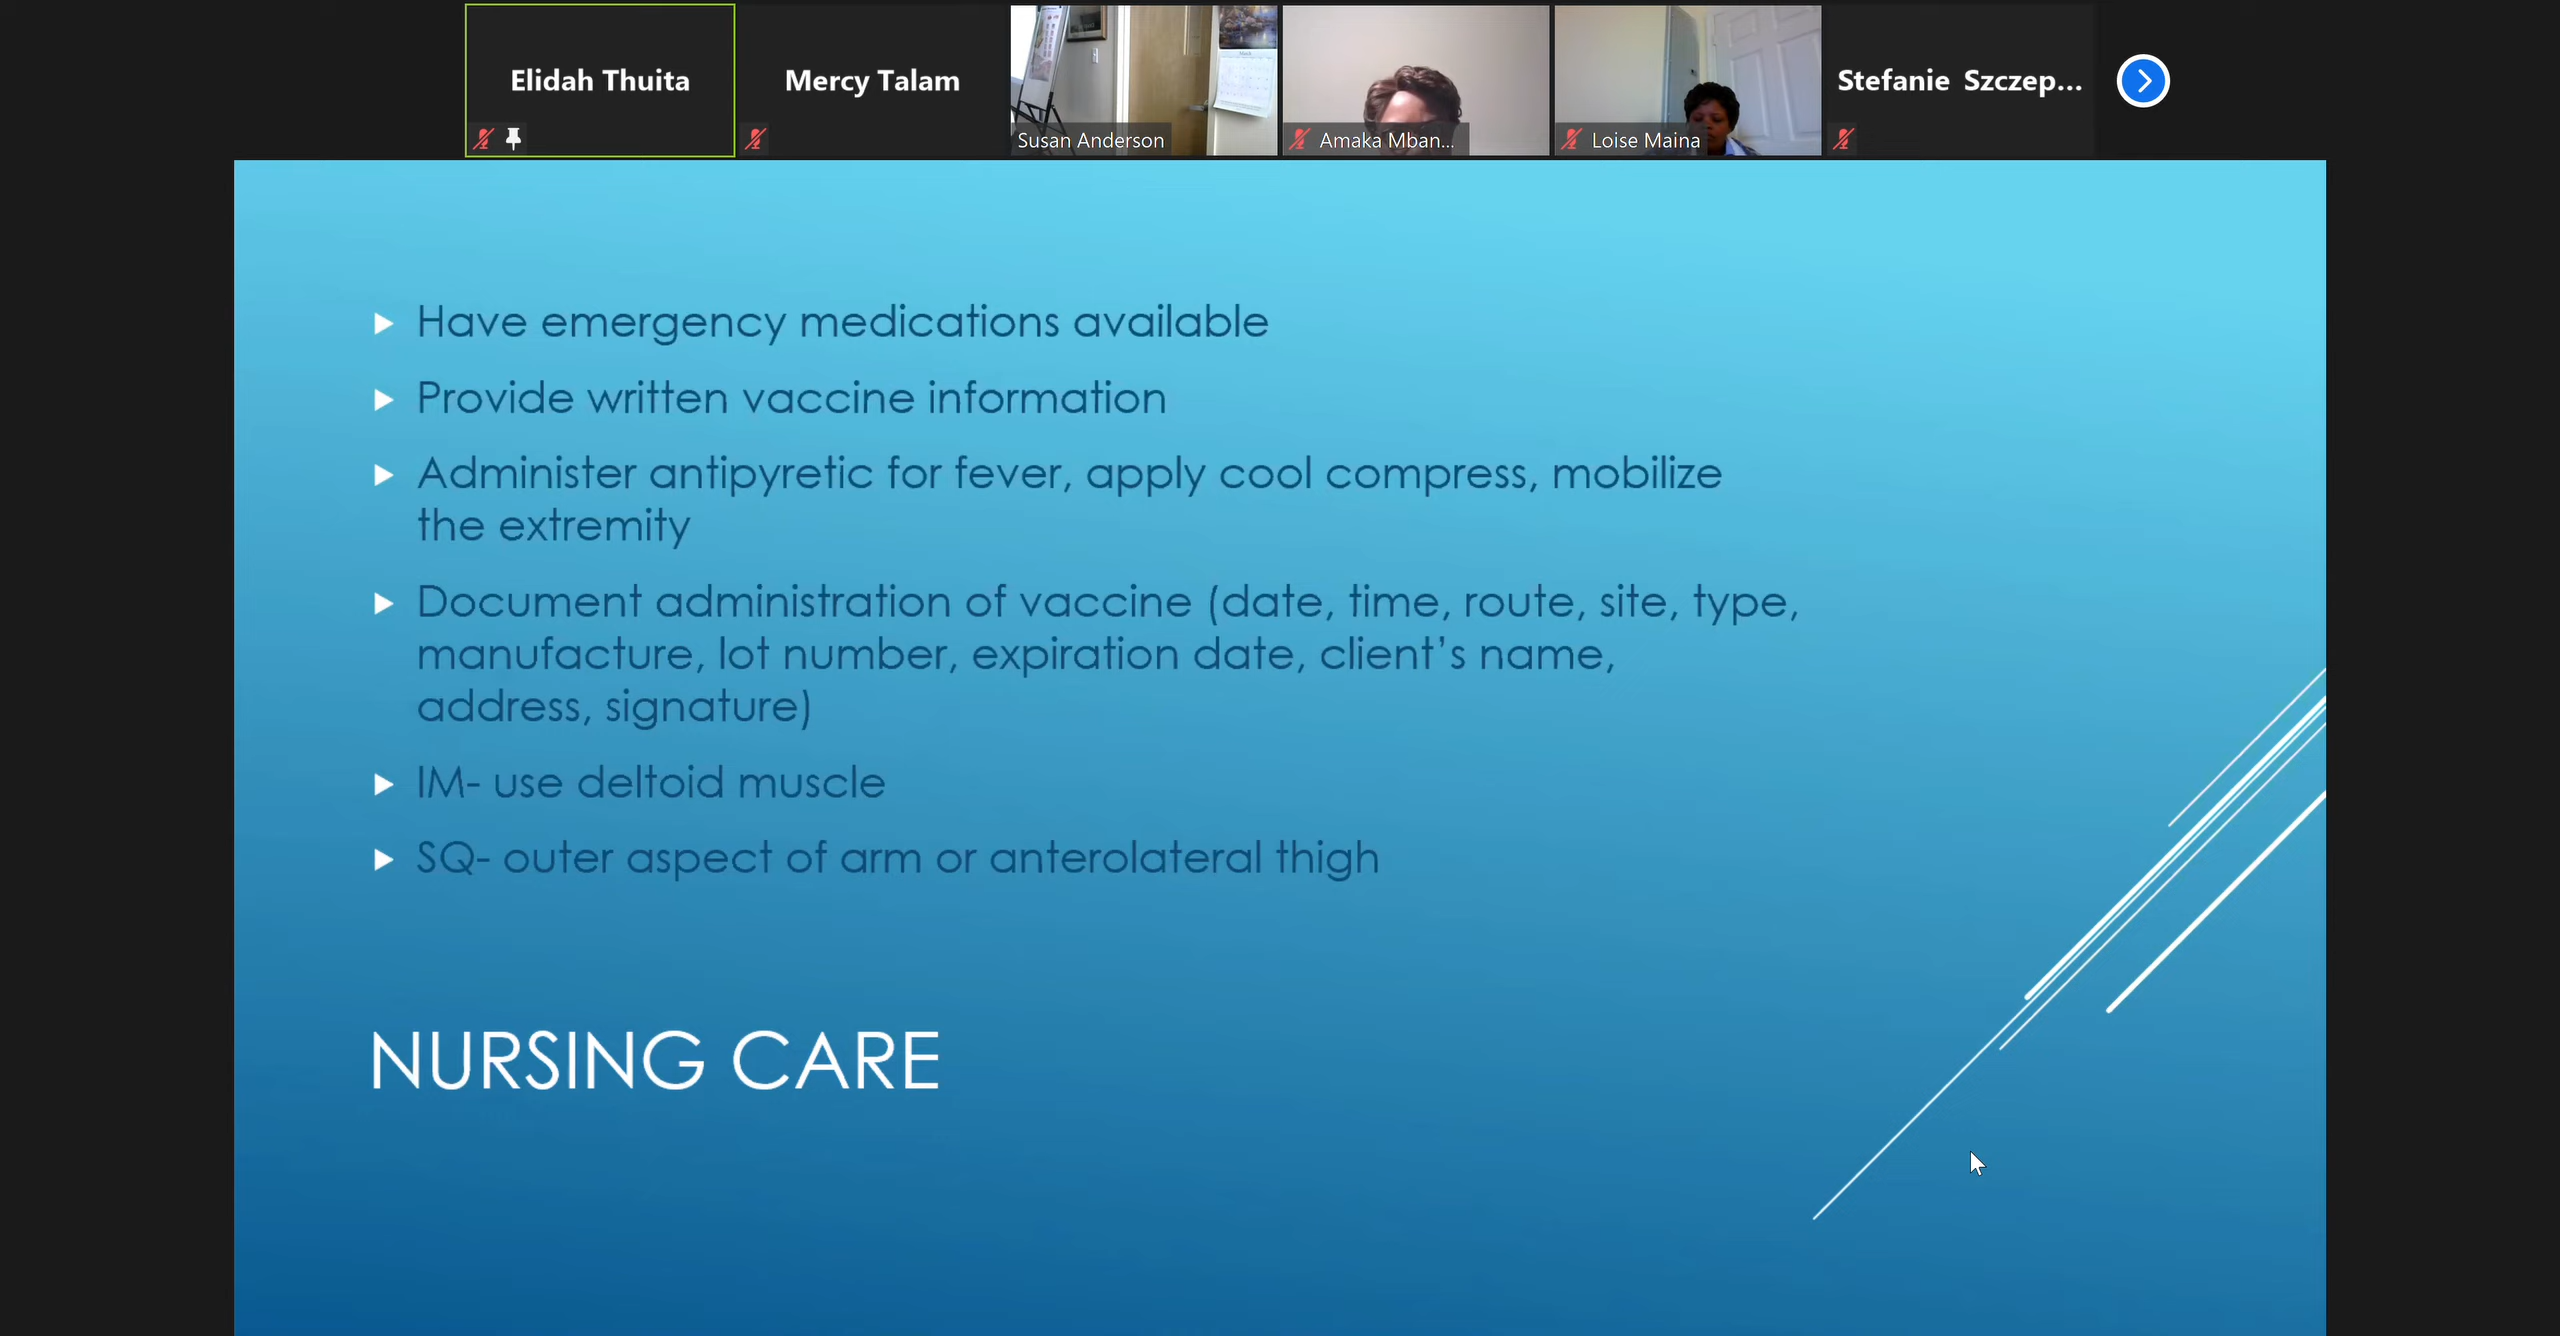 Elidah Thuita
Mercy Talam
Susan Anderson
Amaka Mban...
Loise Maina
Stefanie Szczep...
Have emergency medications available
Provide written vaccine information
Administer antipyretic for fever, apply cool compress, mobilize
the extremity
Document administration of vaccine (date, time, route, site, type,
manufacture, lot number, expiration date, client’s name,
address, signature)
IM- use deltoid muscle
SQ- outer aspect of arm or anterolateral thigh
NURSING CARE